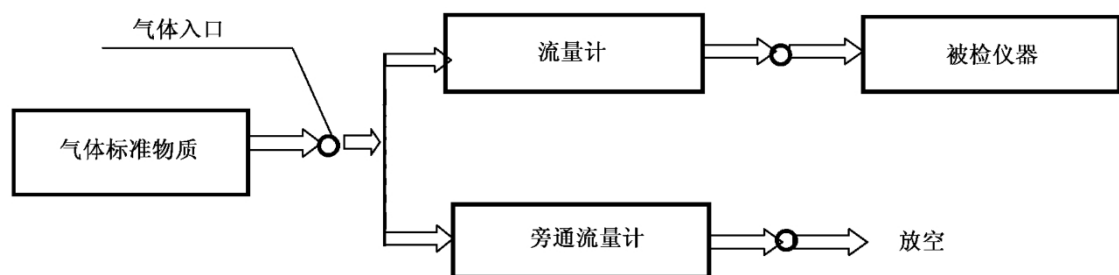 气体入口
流量计
被检仪器
气体标准物质
旁通流量计
放空